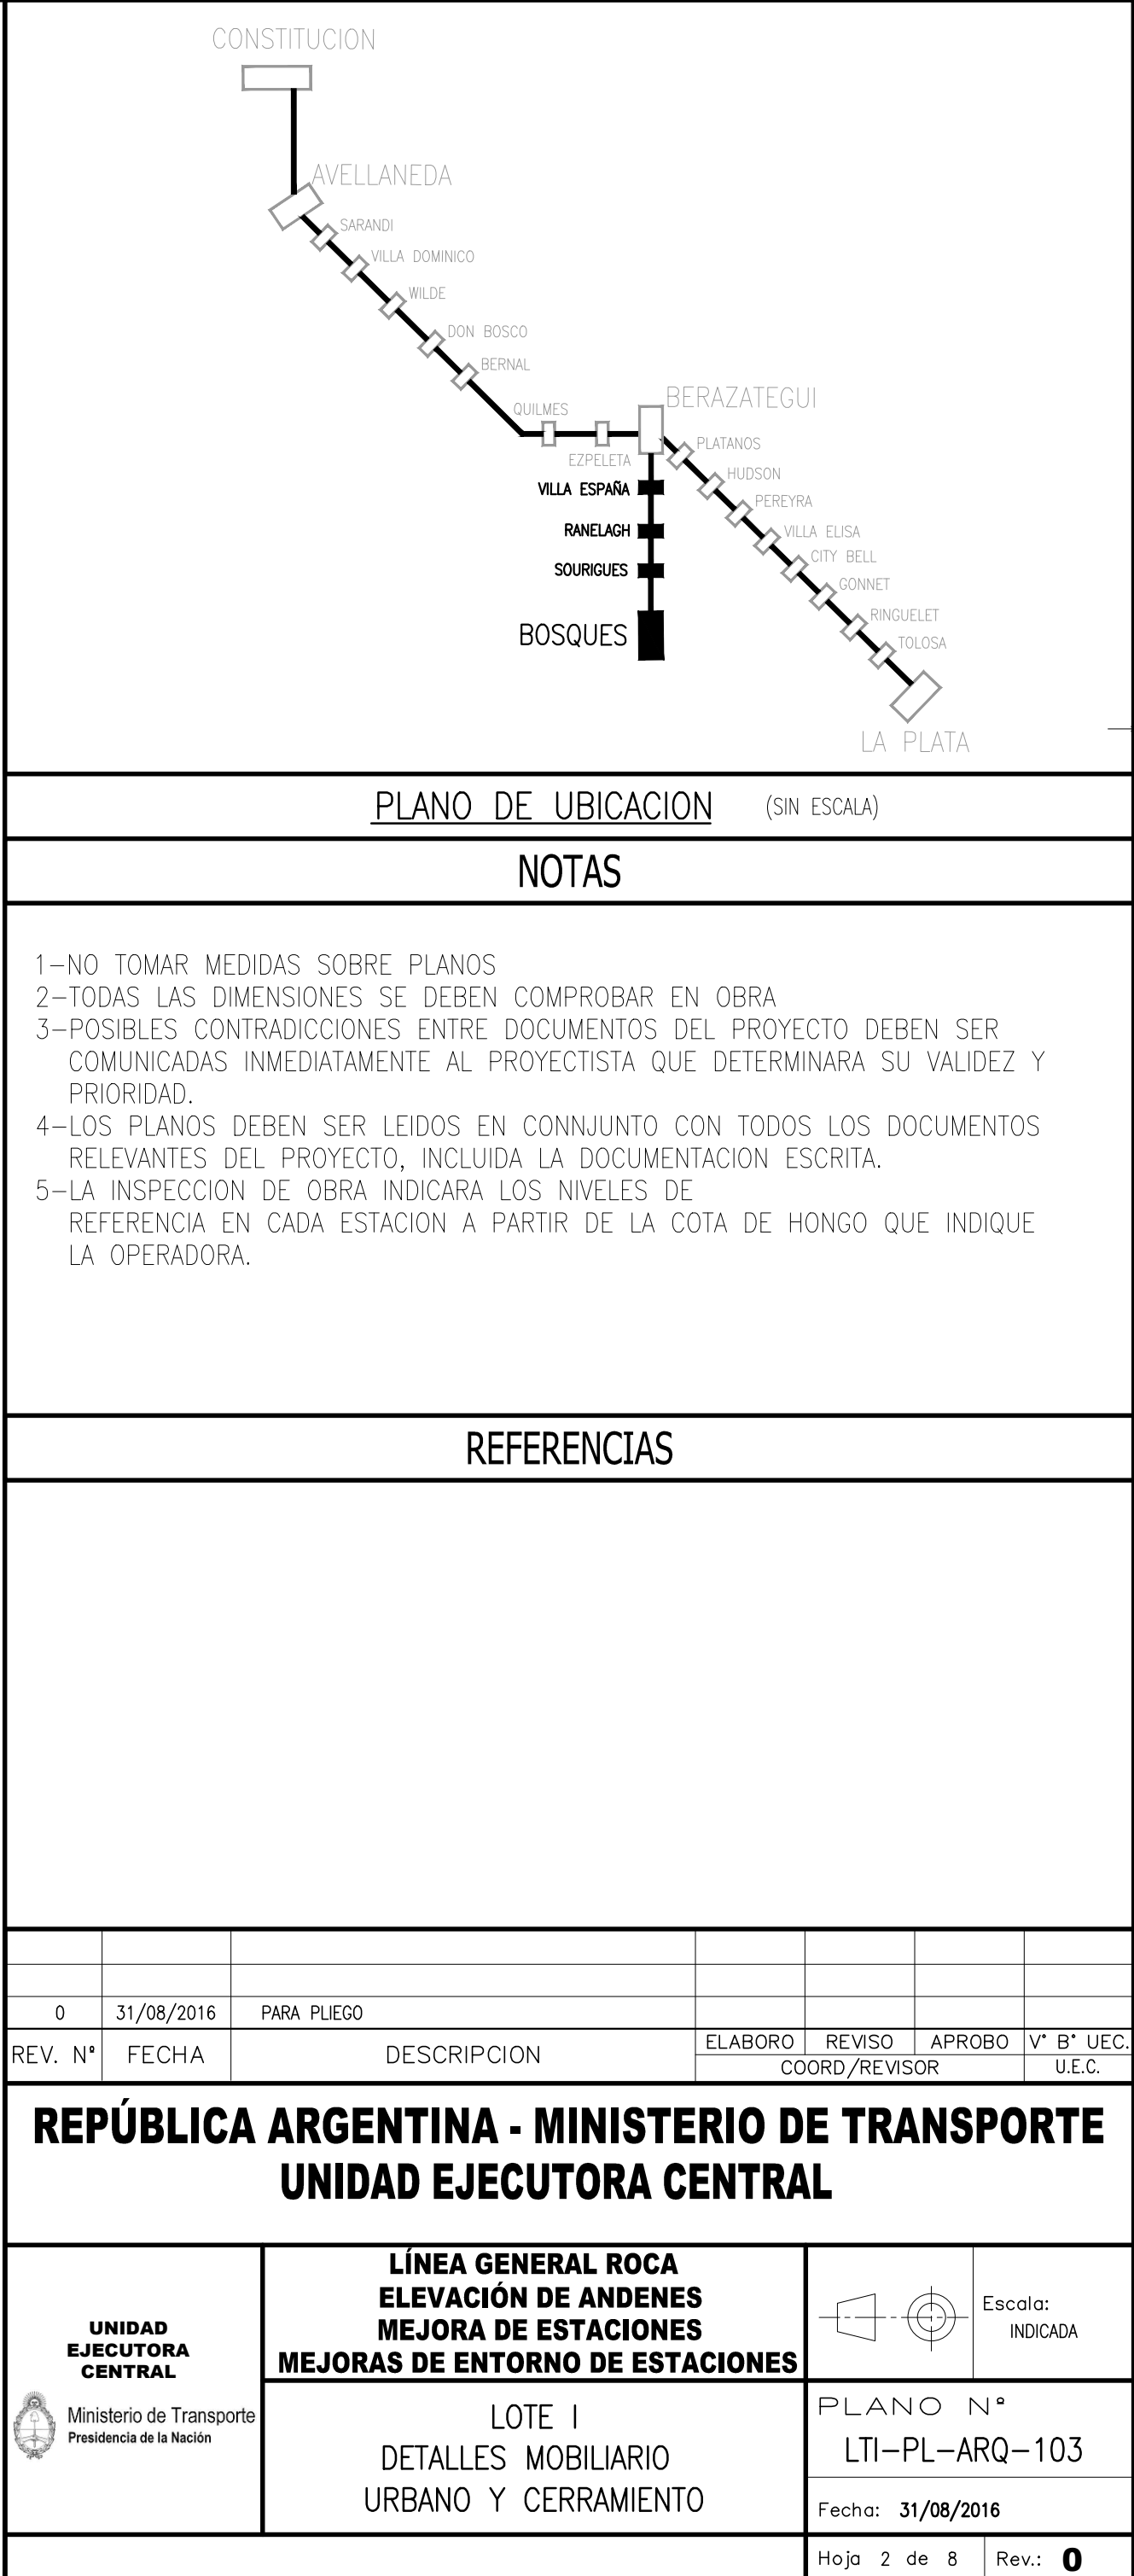 CONSTITUCION
AVELLANEDA
SARANDI
VILLA DOMINICO
WILDE
DON BOSCO
BERNAL
QUILMES
EZPELETA
BERAZATEGUI
PLATANOS
HUDSON
PEREYRA
VILLA ELISA
CITY BELL
GONNET
RINGUELET
TOLOSA
LA PLATA
VILLA ESPAÑA
RANELAGH
SOURIGUES
BOSQUES
PLANO DE UBICACION (SIN ESCALA)
NOTAS
1-NO TOMAR MEDIDAS SOBRE PLANOS
2-TODAS LAS DIMENSIONES SE DEBEN COMPROBAR EN OBRA
3-POSIBLES CONTRADICCIONES ENTRE DOCUMENTOS DEL PROYECTO DEBEN SER
COMUNICADAS INMEDIATAMENTE AL PROYECTISTA QUE DETERMINARA SU VALIDEZ Y
PRIORIDAD.
4-LOS PLANOS DEBEN SER LEIDOS EN CONNJUNTO CON TODOS LOS DOCUMENTOS
RELEVANTES DEL PROYECTO, INCLUIDA LA DOCUMENTACION ESCRITA.
5-LA INSPECCION DE OBRA INDICARA LOS NIVELES DE
REFERENCIA EN CADA ESTACION A PARTIR DE LA COTA DE HONGO QUE INDIQUE
LA OPERADORA.
REFERENCIAS
0 31/08/2016 PARA PLIEGO
REV. Nº FECHA DESCRIPCION ELABORO REVISO APROBO V° B° UEC.
COORD/REVISOR U.E.C.
REPÚBLICA ARGENTINA - MINISTERIO DE TRANSPORTE
UNIDAD EJECUTORA CENTRAL
UNIDAD
EJECUTORA
CENTRAL
Ministerio de Transporte
Presidencia de la Nación
LÍNEA GENERAL ROCA
ELEVACIÓN DE ANDENES
MEJORA DE ESTACIONES
MEJORAS DE ENTORNO DE ESTACIONES
LOTE I
DETALLES MOBILIARIO
URBANO Y CERRAMIENTO
Escala:
INDICADA
PLANO Nº
LTI-PL-ARQ-103
Fecha: 31/08/2016
Hoja 2 de 8 Rev.: 0